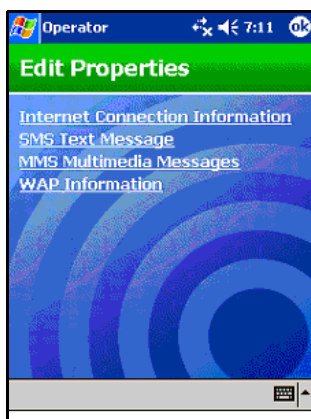 Operator 7:11 ok
Edit Properties
Internet Connection Information
SMS Text Message
MMS Multimedia Messages
WAP Information